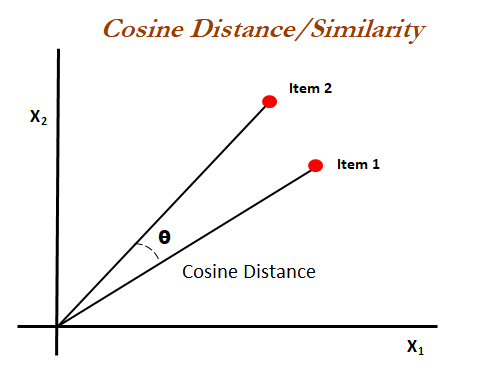 Cosine Distance/Similarity
Item 2
X₂
Item 1
θ
Cosine Distance
X₁